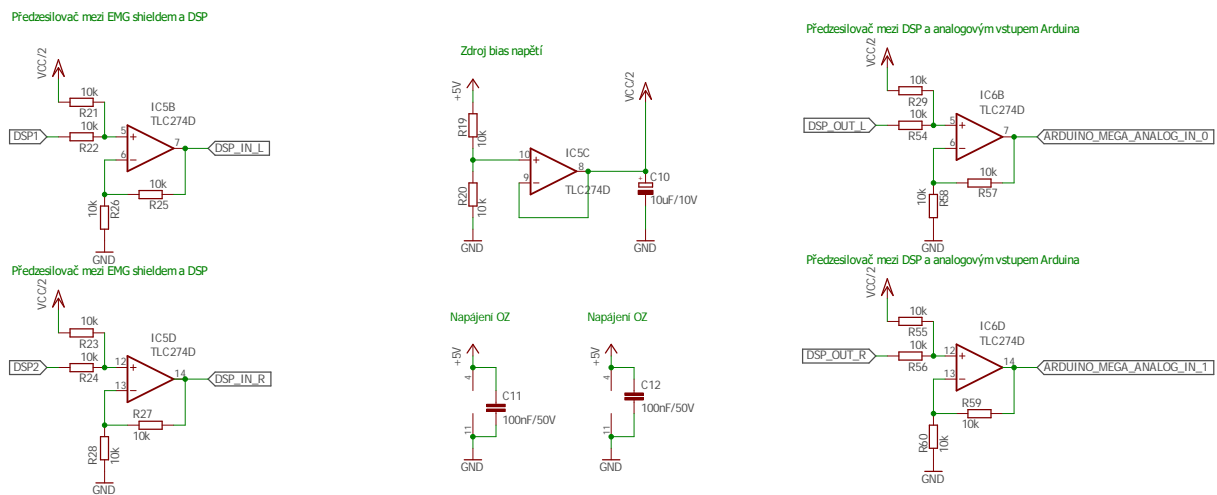 Předzesilovač mezi EMG shieldem a DSP
VCC/2
10k
R21
10k
R22
DSP1
IC5B
TLC274D
5
6
7
DSP_IN_L
10k
R25
10k
R26
GND
Předzesilovač mezi EMG shieldem a DSP
VCC/2
10k
R23
10k
R24
DSP2
IC5D
TLC274D
12
13
14
DSP_IN_R
R27
10k
R28
10k
GND
Zdroj bias napětí
+5V
R19
10k
R20
10k
GND
10
9
8
IC5C
TLC274D
VCC/2
+
C10
10uF/10V
GND
Napájení OZ
+5V
4
11
C11
100nF/50V
GND
Napájení OZ
+5V
4
11
C12
100nF/50V
GND
Předzesilovač mezi DSP a analogovým vstupem Arduina
VCC/2
10k
R29
10k
R54
DSP_OUT_L
IC6B
TLC274D
5
6
7
ARDUINO_MEGA_ANALOG_IN_0
10k
R57
10k
R58
GND
Předzesilovač mezi DSP a analogovým vstupem Arduina
VCC/2
10k
R55
10k
R56
DSP_OUT_R
IC6D
TLC274D
12
13
14
ARDUINO_MEGA_ANALOG_IN_1
R59
10k
R60
10k
GND